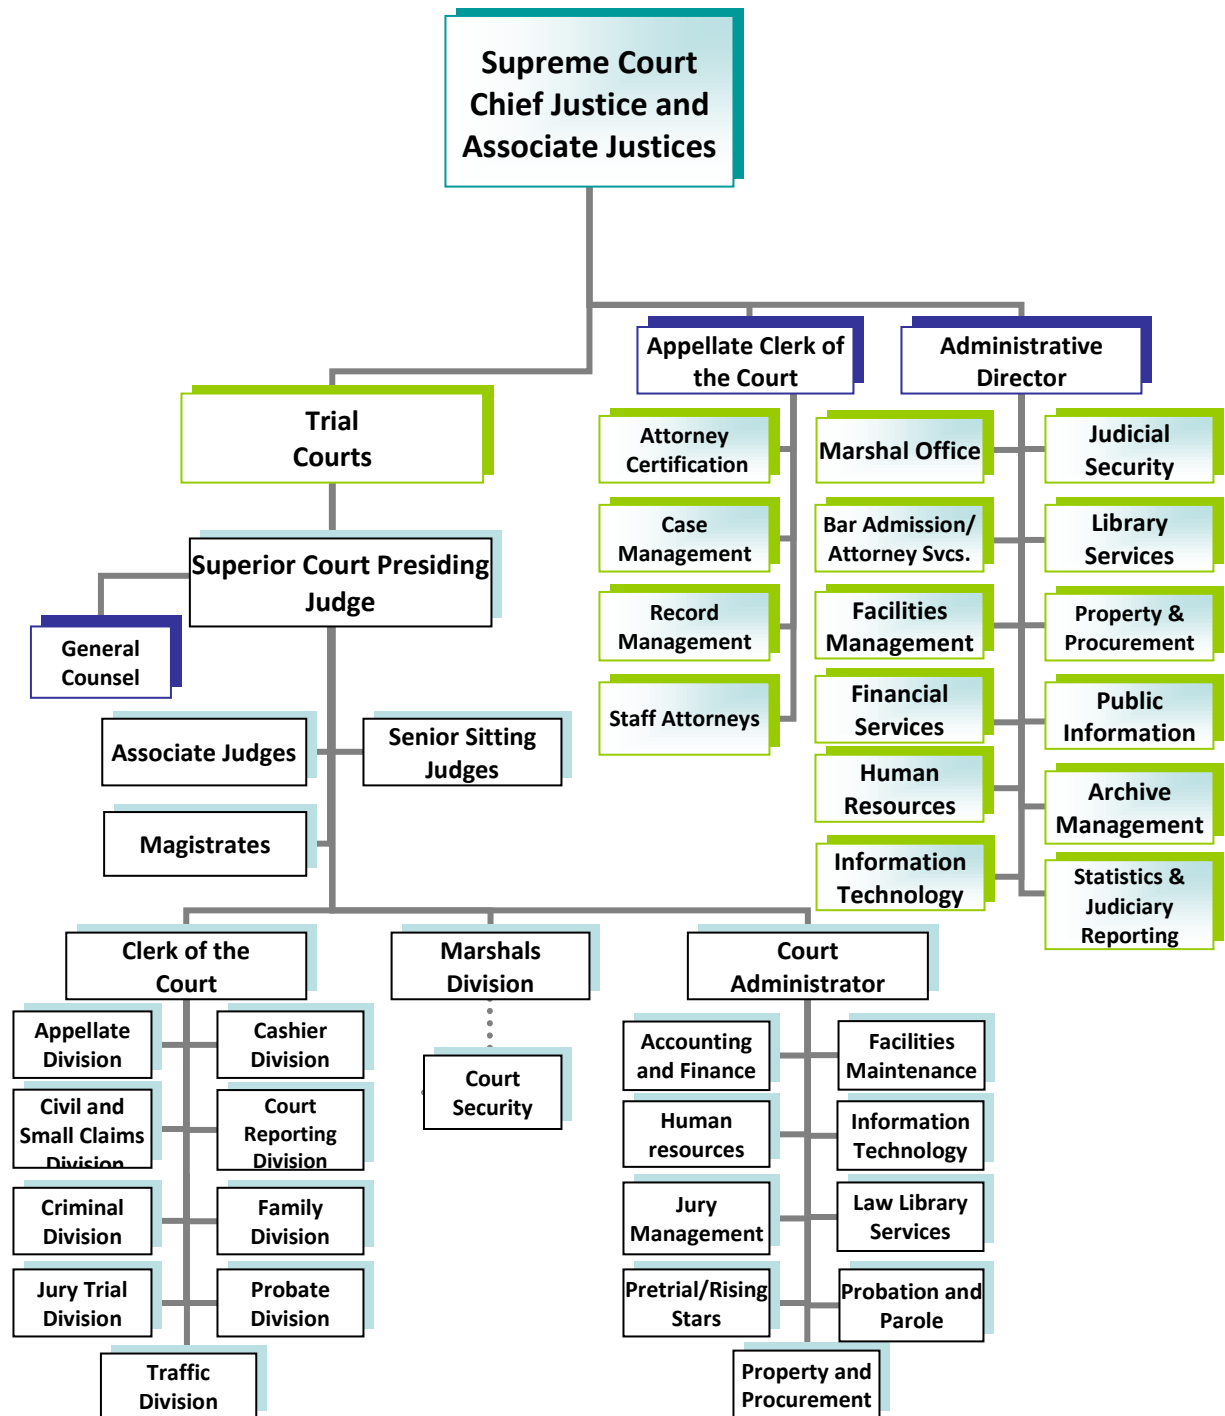 Supreme Court
Chief Justice and
Associate Justices
Appellate Clerk of
the Court
Administrative
Director
Trial
Courts
Attorney
Certification
Marshal Office
Judicial
Security
Case
Management
Bar Admission/
Attorney Svcs.
Library
Services
Superior Court Presiding
Judge
General
Counsel
Record
Management
Facilities
Management
Property &
Procurement
Staff Attorneys
Financial
Services
Public
Information
Associate Judges
Senior Sitting
Judges
Human
Resources
Archive
Management
Magistrates
Information
Technology
Statistics &
Judiciary
Reporting
Clerk of the
Court
Marshals
Division
Court
Administrator
Appellate
Division
Cashier
Division
Court
Security
Accounting
and Finance
Facilities
Maintenance
Civil and
Small Claims
Division
Court
Reporting
Division
Human
resources
Information
Technology
Criminal
Division
Family
Division
Jury
Management
Law Library
Services
Jury Trial
Division
Probate
Division
Pretrial/Rising
Stars
Probation and
Parole
Traffic
Division
Property and
Procurement